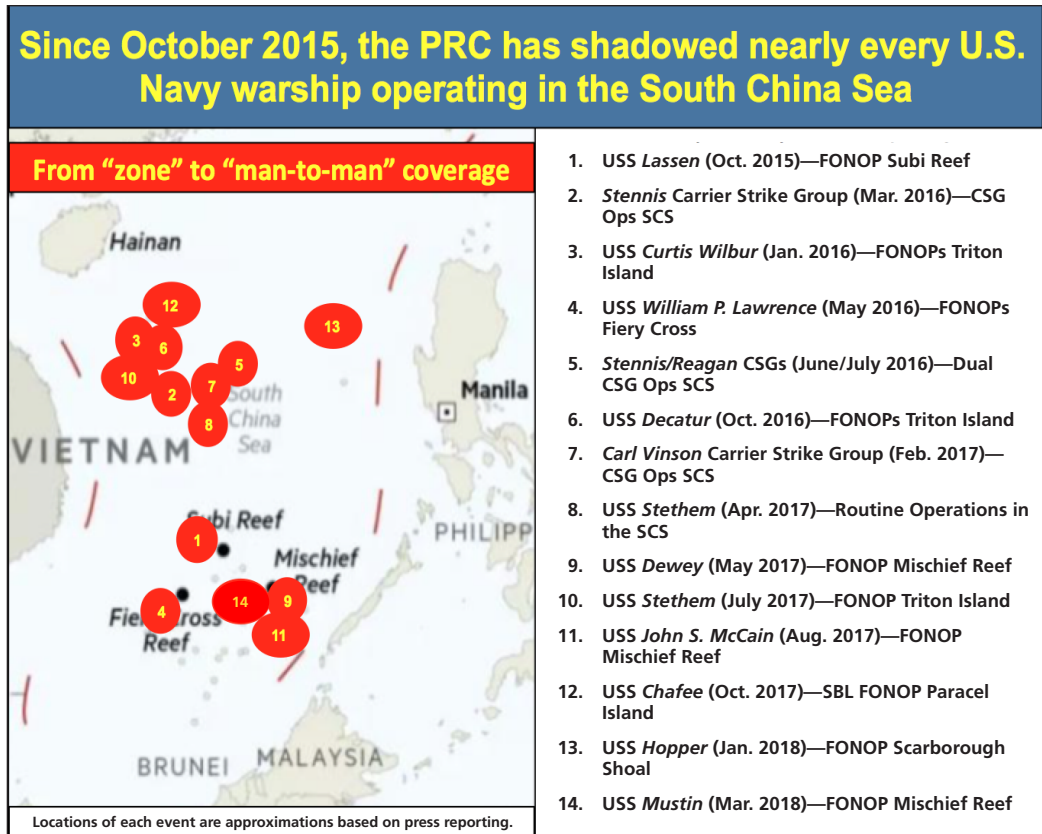 Since October 2015, the PRC has shadowed nearly every U.S.
Navy warship operating in the South China Sea
From “zone” to “man-to-man” coverage
Hainan
12
13
3
6
5
10
7
2
South
8
China
Sea
Manila
VIETNAM
Subi Reef
1
PHILIPP
Mischief
Reef
14
9
4
Fiery Cross
Reef
11
BRUNEI
MALAYSIA
Locations of each event are approximations based on press reporting.
1. USS Lassen (Oct. 2015)—FONOP Subi Reef
2. Stennis Carrier Strike Group (Mar. 2016)—CSG
Ops SCS
3. USS Curtis Wilbur (Jan. 2016)—FONOPs Triton
Island
4. USS William P. Lawrence (May 2016)—FONOPs
Fiery Cross
5. Stennis/Reagan CSGs (June/July 2016)—Dual
CSG Ops SCS
6. USS Decatur (Oct. 2016)—FONOPs Triton Island
7. Carl Vinson Carrier Strike Group (Feb. 2017)—
CSG Ops SCS
8. USS Stethem (Apr. 2017)—Routine Operations in
the SCS
9. USS Dewey (May 2017)—FONOP Mischief Reef
10. USS Stethem (July 2017)—FONOP Triton Island
11. USS John S. McCain (Aug. 2017)—FONOP
Mischief Reef
12. USS Chafee (Oct. 2017)—SBL FONOP Paracel
Island
13. USS Hopper (Jan. 2018)—FONOP Scarborough
Shoal
14. USS Mustin (Mar. 2018)—FONOP Mischief Reef